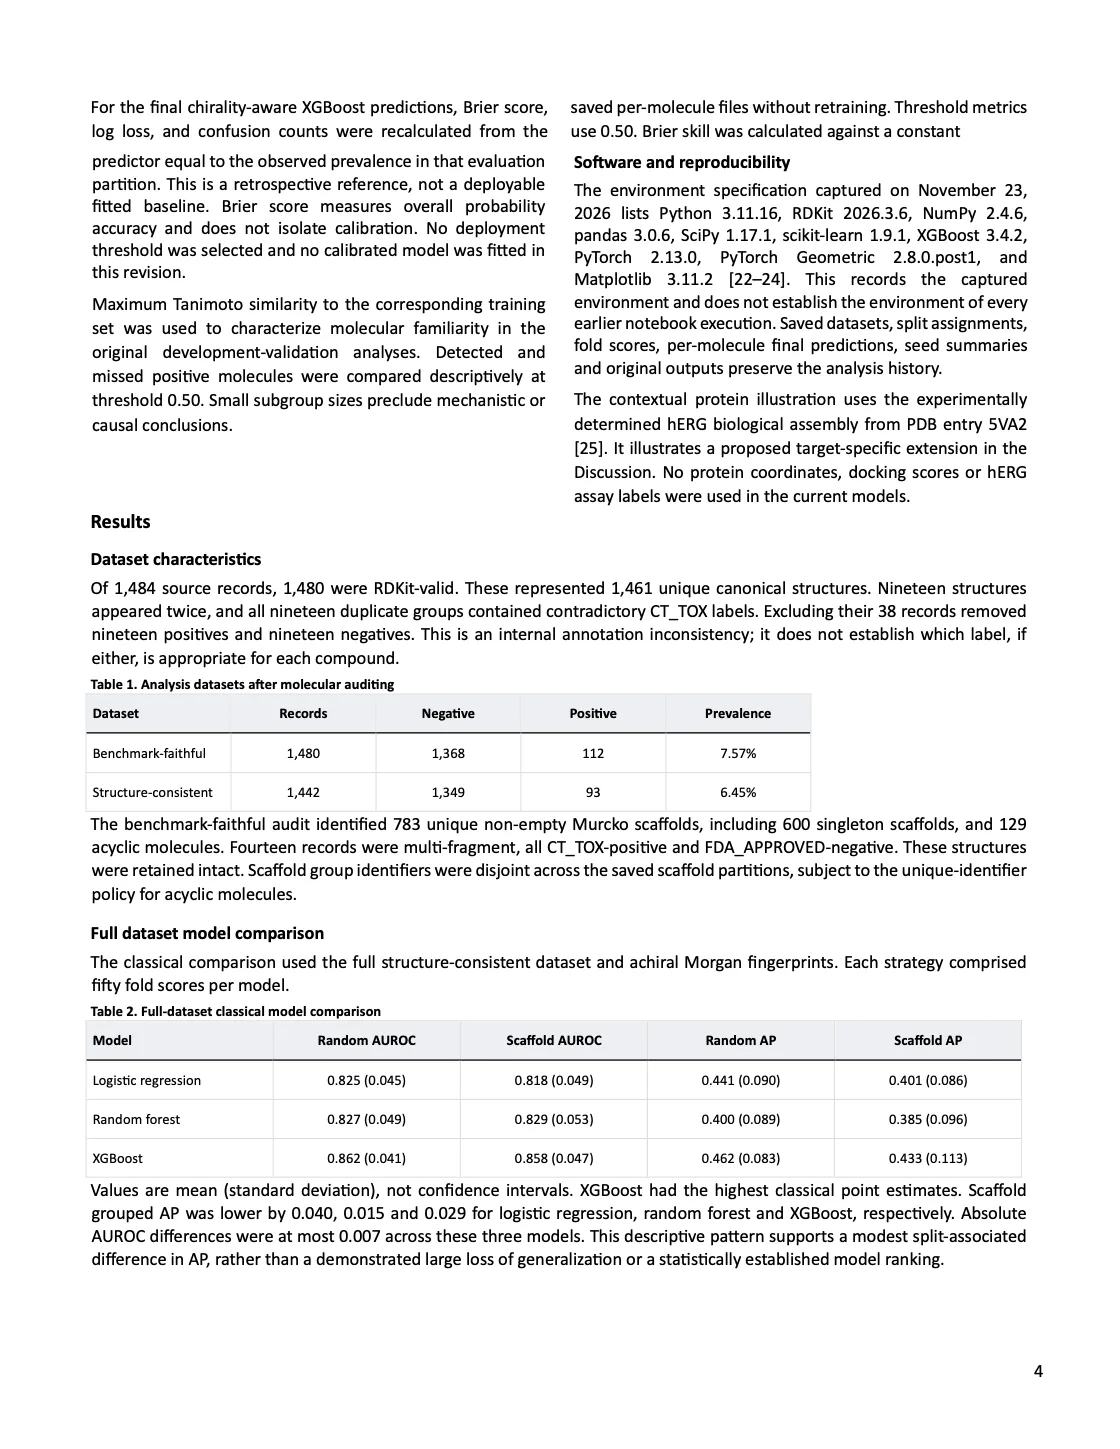 For the final chirality-aware XGBoost predictions, Brier score,
log loss, and confusion counts were recalculated from the
saved per-molecule files without retraining. Threshold metrics
use 0.50. Brier skill was calculated against a constant
predictor equal to the observed prevalence in that evaluation
partition. This is a retrospective reference, not a deployable
fitted baseline. Brier score measures overall probability
accuracy and does not isolate calibration. No deployment
threshold was selected and no calibrated model was fitted in
this revision.
Maximum Tanimoto similarity to the corresponding training
set was used to characterize molecular familiarity in the
original development-validation analyses. Detected and
missed positive molecules were compared descriptively at
threshold 0.50. Small subgroup sizes preclude mechanistic or
causal conclusions.
Software and reproducibility
The environment specification captured on November 23,
2026 lists Python 3.11.16, RDKit 2026.3.6, NumPy 2.4.6,
pandas 3.0.6, SciPy 1.17.1, scikit-learn 1.9.1, XGBoost 3.4.2,
PyTorch 2.13.0, PyTorch Geometric 2.8.0.post1, and
Matplotlib 3.11.2 [22–24]. This records the captured
environment and does not establish the environment of every
earlier notebook execution. Saved datasets, split assignments,
fold scores, per-molecule final predictions, seed summaries
and original outputs preserve the analysis history.
The contextual protein illustration uses the experimentally
determined hERG biological assembly from PDB entry 5VA2
[25]. It illustrates a proposed target-specific extension in the
Discussion. No protein coordinates, docking scores or hERG
assay labels were used in the current models.
Results
Dataset characteristics
Of 1,484 source records, 1,480 were RDKit-valid. These represented 1,461 unique canonical structures. Nineteen structures
appeared twice, and all nineteen duplicate groups contained contradictory CT_TOX labels. Excluding their 38 records removed
nineteen positives and nineteen negatives. This is an internal annotation inconsistency; it does not establish which label, if
either, is appropriate for each compound.
Table 1. Analysis datasets after molecular auditing
Dataset Records Negative Positive Prevalence
Benchmark-faithful 1,480 1,368 112 7.57%
Structure-consistent 1,442 1,349 93 6.45%
The benchmark-faithful audit identified 783 unique non-empty Murcko scaffolds, including 600 singleton scaffolds, and 129
acyclic molecules. Fourteen records were multi-fragment, all CT_TOX-positive and FDA_APPROVED-negative. These structures
were retained intact. Scaffold group identifiers were disjoint across the saved scaffold partitions, subject to the unique-identifier
policy for acyclic molecules.
Full dataset model comparison
The classical comparison used the full structure-consistent dataset and achiral Morgan fingerprints. Each strategy comprised
fifty fold scores per model.
Table 2. Full-dataset classical model comparison
Model Random AUROC Scaffold AUROC Random AP Scaffold AP
Logistic regression 0.825 (0.045) 0.818 (0.049) 0.441 (0.090) 0.401 (0.086)
Random forest 0.827 (0.049) 0.829 (0.053) 0.400 (0.089) 0.385 (0.096)
XGBoost 0.862 (0.041) 0.858 (0.047) 0.462 (0.083) 0.433 (0.113)
Values are mean (standard deviation), not confidence intervals. XGBoost had the highest classical point estimates. Scaffold
grouped AP was lower by 0.040, 0.015 and 0.029 for logistic regression, random forest and XGBoost, respectively. Absolute
AUROC differences were at most 0.007 across these three models. This descriptive pattern supports a modest split-associated
difference in AP, rather than a demonstrated large loss of generalization or a statistically established model ranking.
4